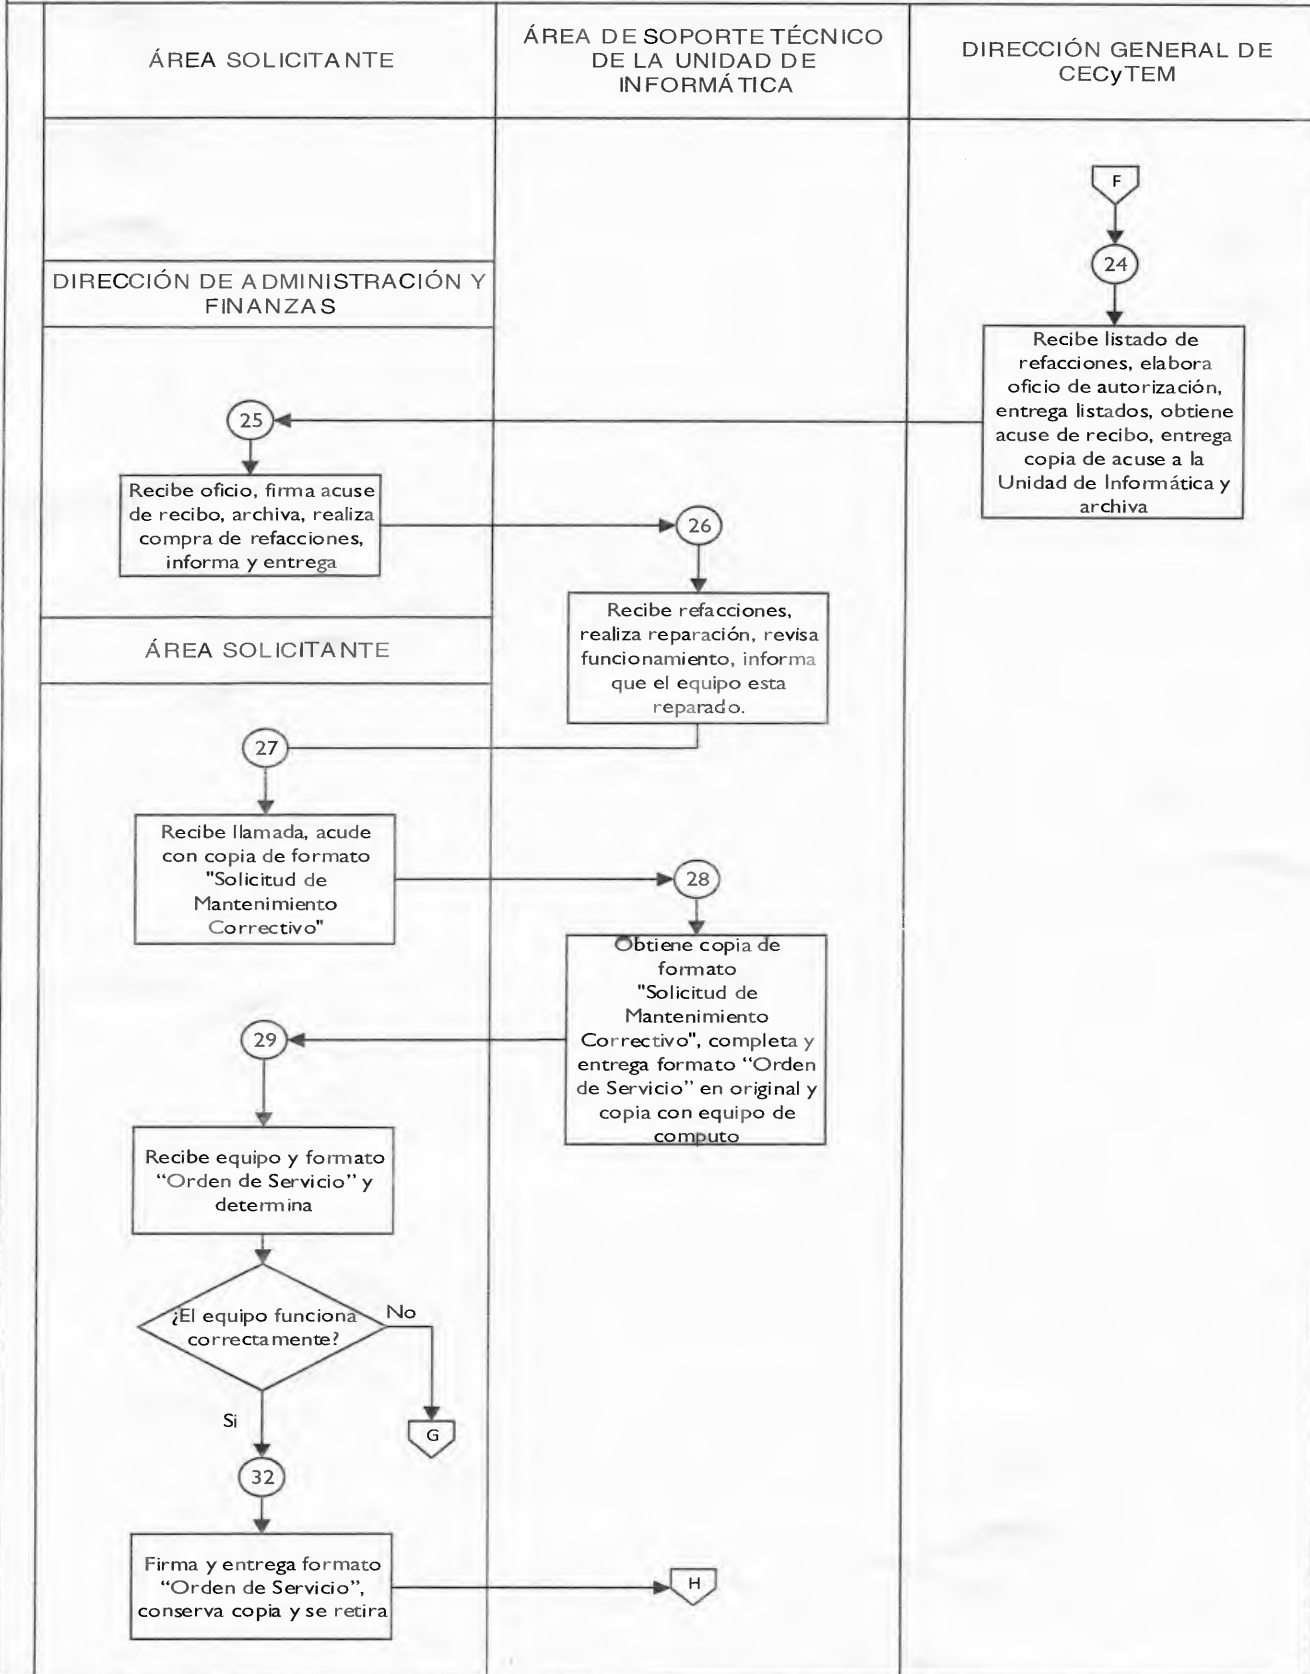 ÁREA SOLICITANTE
ÁREA DE SOPORTE TÉCNICO
DE LA UNIDAD DE
INFORMÁTICA
DIRECCIÓN GENERAL DE
CECyTEM
F
24
Recibe listado de
refacciones, elabora
oficio de autorización,
entrega listados, obtiene
acuse de recibo, entrega
copia de acuse a la
Unidad de Informática y
archiva
DIRECCIÓN DE ADMINISTRACIÓN Y
FINANZAS
25
Recibe oficio, firma acuse
de recibo, archiva, realiza
compra de refacciones,
informa y entrega
26
Recibe refacciones,
realiza reparación, revisa
funcionamiento, informa
que el equipo esta
reparado.
ÁREA SOLICITANTE
27
Recibe llamada, acude
con copia de formato
"Solicitud de
Mantenimiento
Correctivo"
28
Obtiene copia de
formato
"Solicitud de
Mantenimiento
Correctivo", completa y
entrega formato “Orden
de Servicio” en original y
copia con equipo de
computo
29
Recibe equipo y formato
“Orden de Servicio” y
determina
¿El equipo funciona
correctamente?
No
G
Si
32
Firma y entrega formato
“Orden de Servicio”,
conserva copia y se retira
H